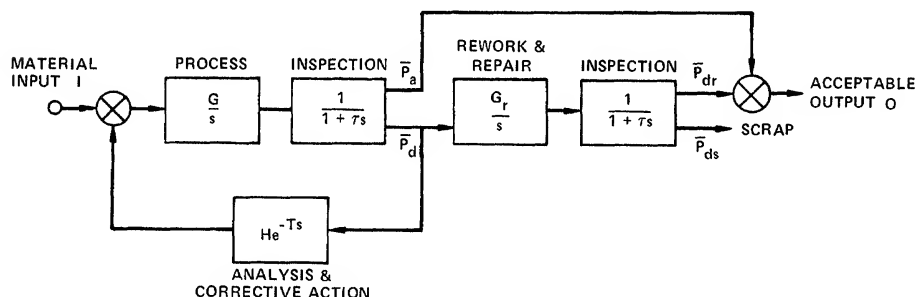 MATERIAL
INPUT I
PROCESS
G
s
INSPECTION
1
1 + τs
P̅a
P̅d
REWORK &
REPAIR
Gr
s
INSPECTION
1
1 + τs
P̅dr
P̅ds
SCRAP
ACCEPTABLE
OUTPUT O
He-Ts
ANALYSIS &
CORRECTIVE ACTION